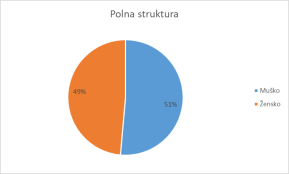 Polna struktura
49%
51%
Muško
Žensko